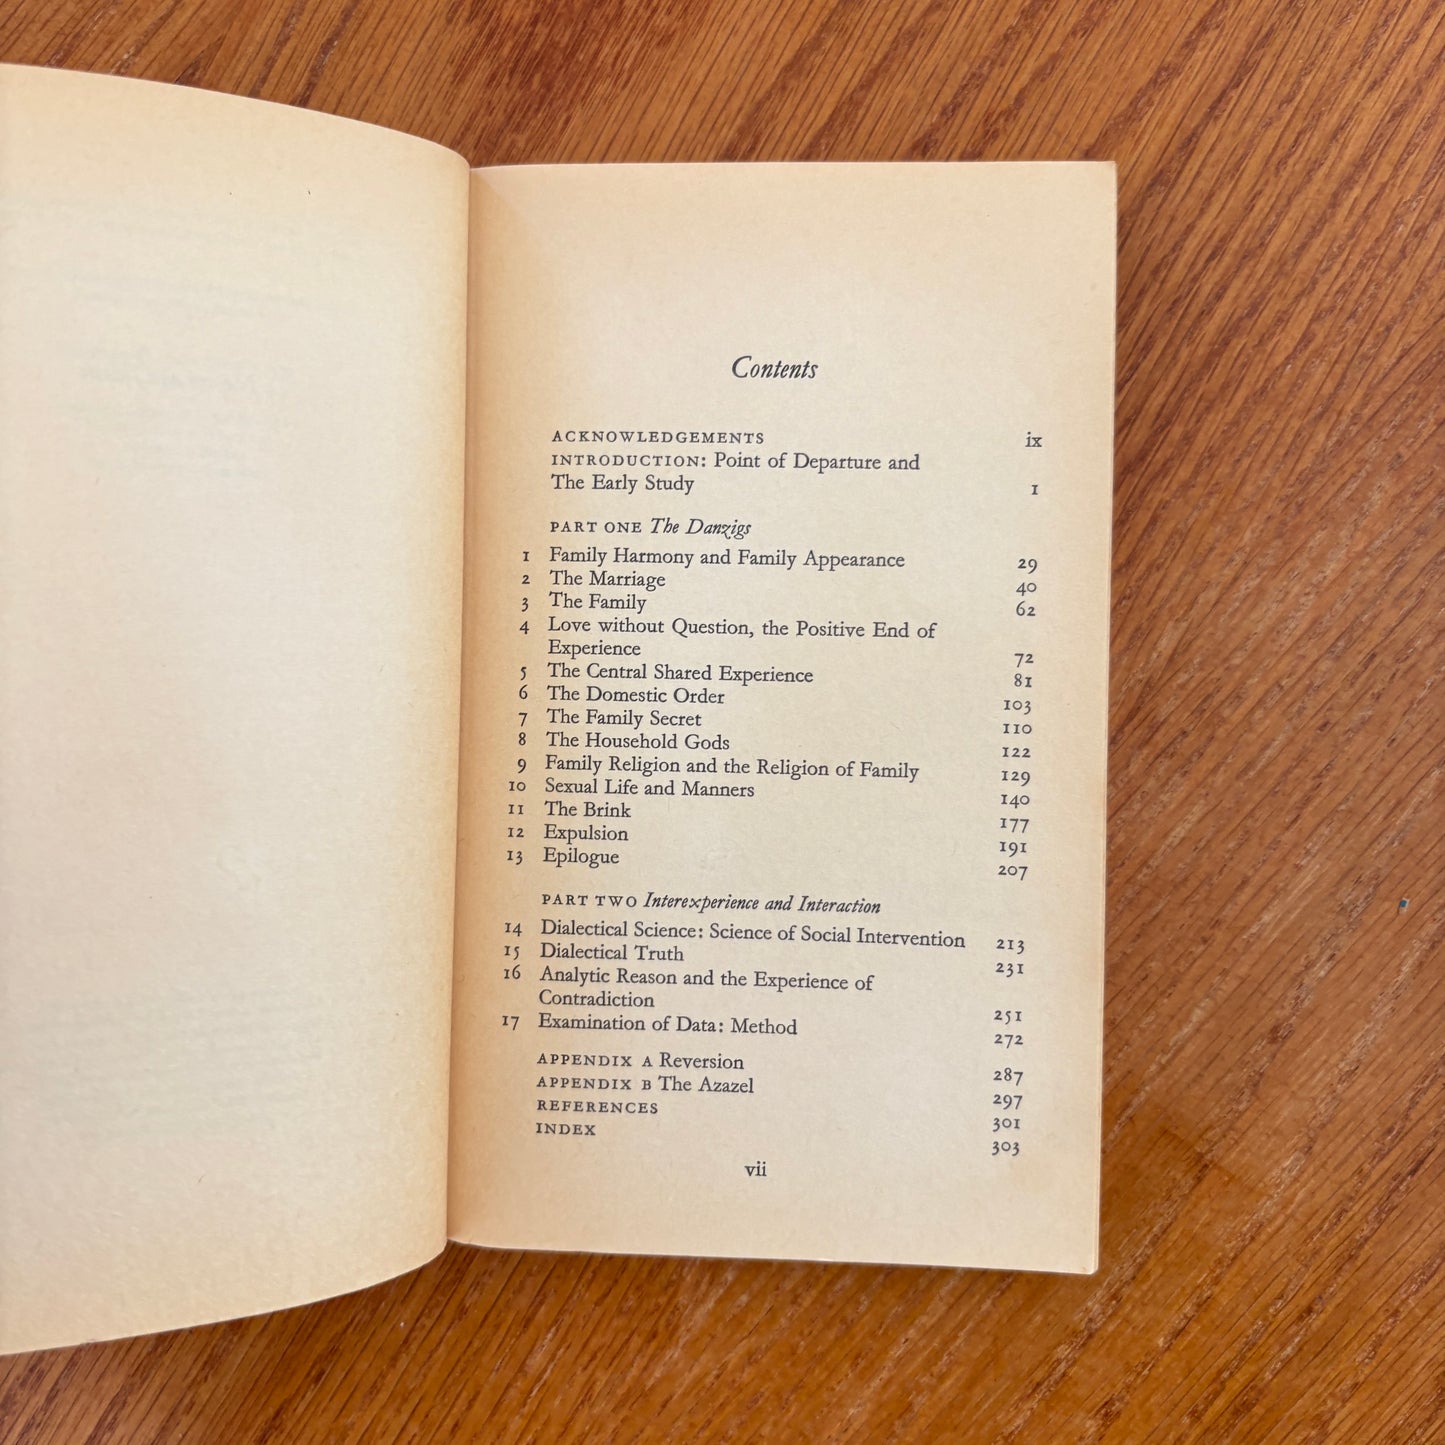 Contents
ACKNOWLEDGEMENTS ix
INTRODUCTION: Point of Departure and
The Early Study 1
PART ONE The Danzigs
1 Family Harmony and Family Appearance 29
2 The Marriage 40
3 The Family 62
4 Love without Question, the Positive End of
Experience 72
5 The Central Shared Experience 81
6 The Domestic Order 103
7 The Family Secret 110
8 The Household Gods 122
9 Family Religion and the Religion of Family 129
10 Sexual Life and Manners 140
11 The Brink 177
12 Expulsion 191
13 Epilogue 207
PART TWO Interexperience and Interaction
14 Dialectical Science: Science of Social Intervention 213
15 Dialectical Truth 231
16 Analytic Reason and the Experience of
Contradiction 251
17 Examination of Data: Method 272
APPENDIX A Reversion 287
APPENDIX B The Azazel 297
REFERENCES 301
INDEX 303
vii